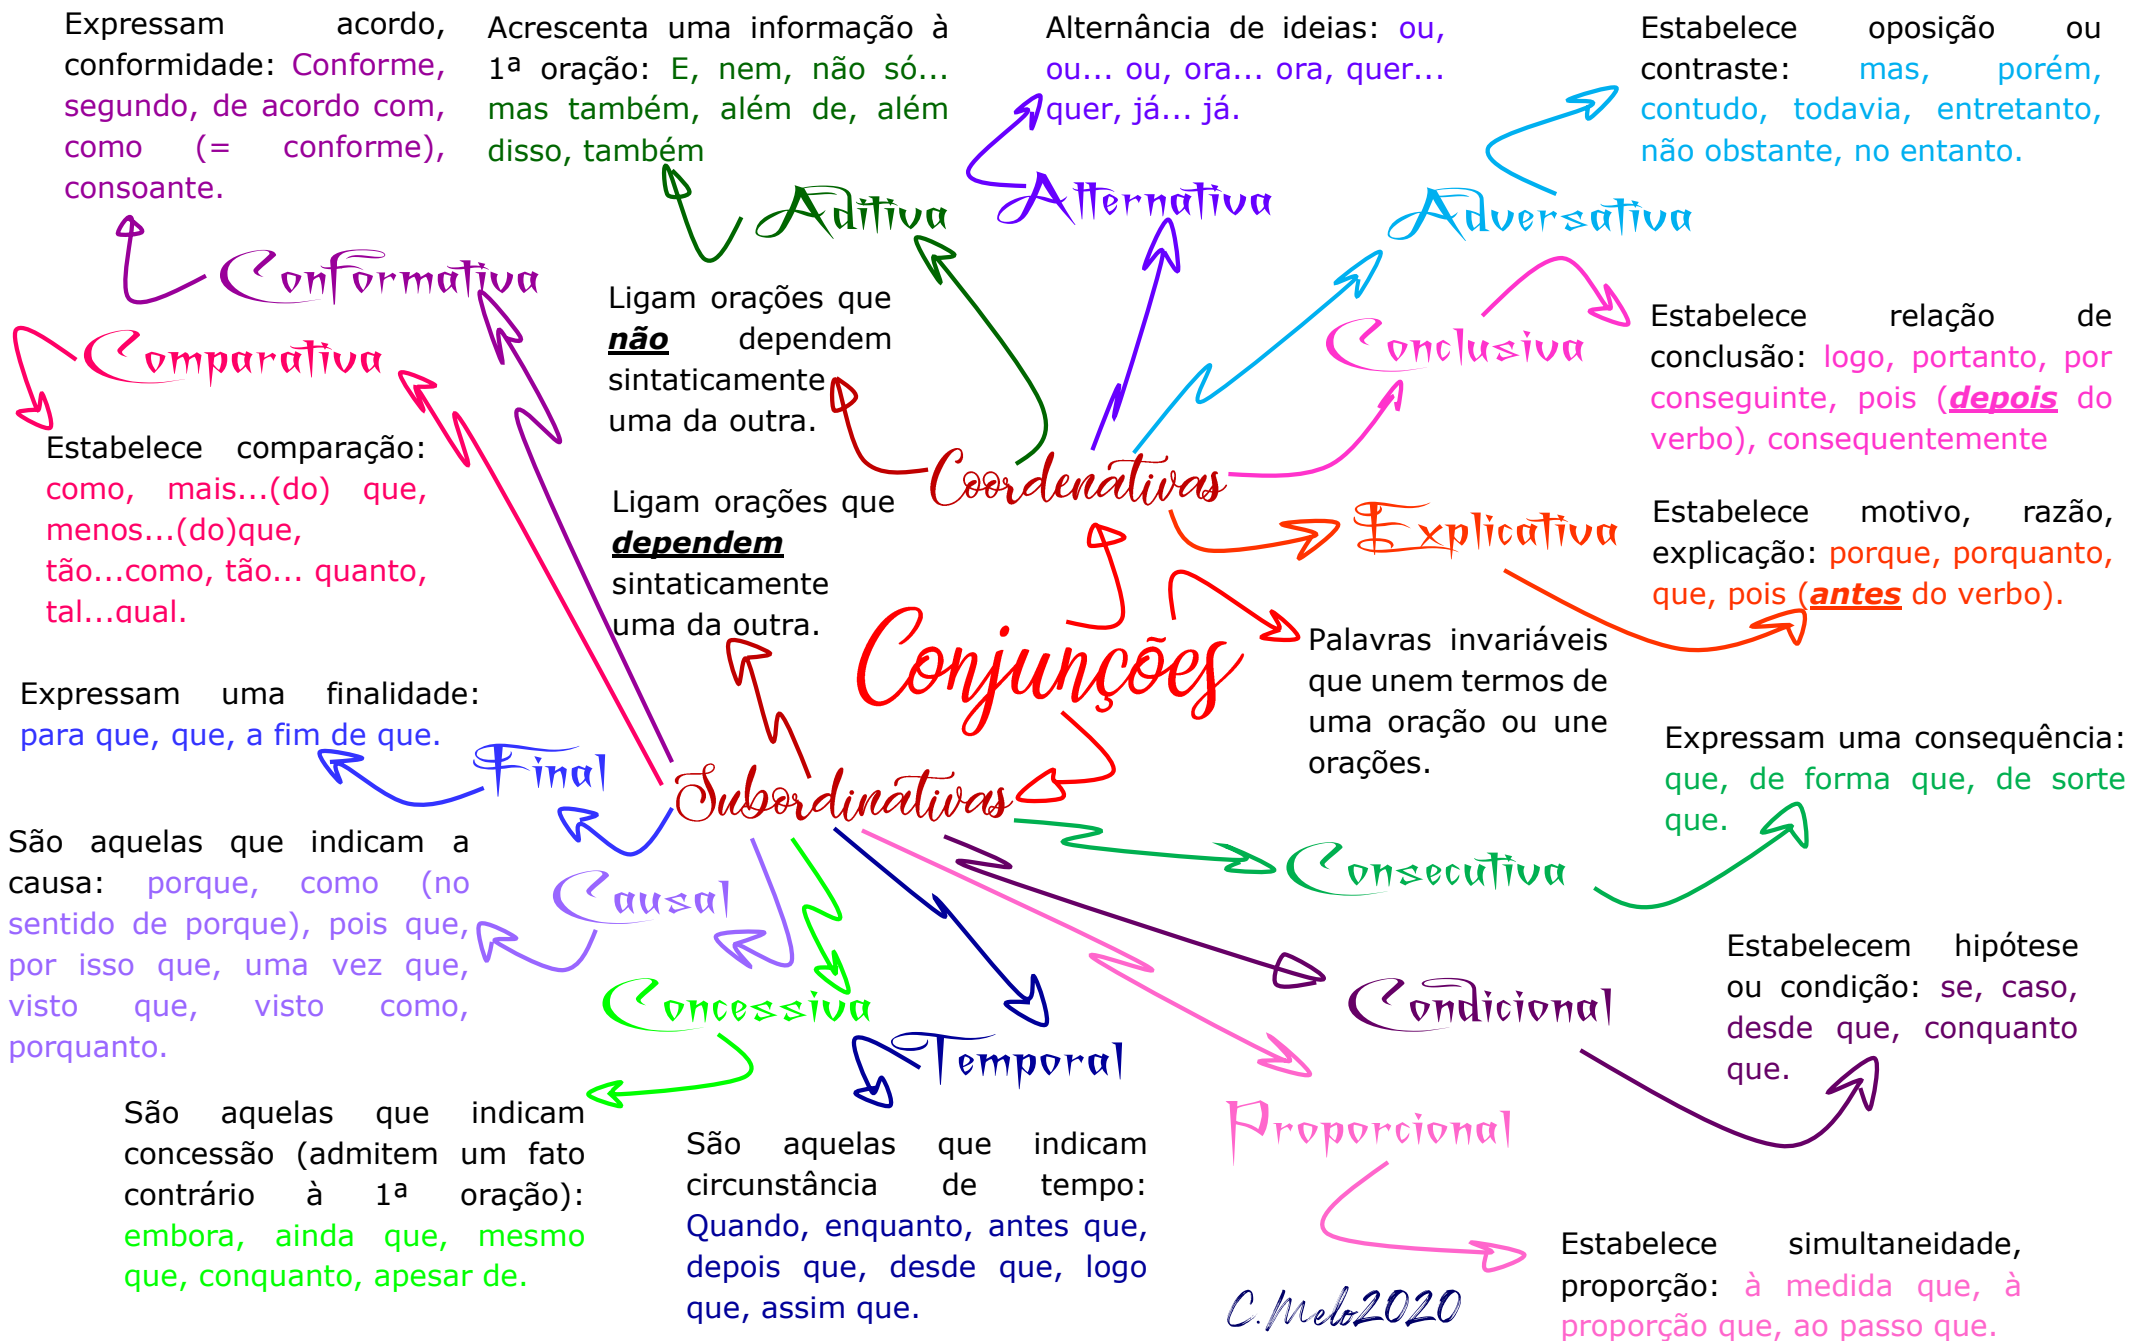 Expressam acordo,
conformidade: Conforme,
segundo, de acordo com,
como (= conforme),
consoante.
Acrescenta uma informação à
1ª oração: E, nem, não só...
mas também, além de, além
disso, também
Alternância de ideias: ou,
ou... ou, ora... ora, quer...
quer, já... já.
Estabelece oposição ou
contraste: mas, porém,
contudo, todavia, entretanto,
não obstante, no entanto.
Aditiva
Alternativa
Adversativa
Conformativa
Comparativa
Ligam orações que
não dependem
sintaticamente
uma da outra.
Conclusiva
Estabelece relação de
conclusão: logo, portanto, por
conseguinte, pois (depois do
verbo), consequentemente
Estabelece comparação:
como, mais...(do) que,
menos...(do)que,
tão...como, tão... quanto,
tal...qual.
Coordenativas
Ligam orações que
dependem
sintaticamente
uma da outra.
Explicativa
Estabelece motivo, razão,
explicação: porque, porquanto,
que, pois (antes do verbo).
Conjunções
Palavras invariáveis
que unem termos de
uma oração ou une
orações.
Expressam uma finalidade:
para que, que, a fim de que.
Final
Subordinativas
Expressam uma consequência:
que, de forma que, de sorte
que.
Consecutiva
São aquelas que indicam a
causa: porque, como (no
sentido de porque), pois que,
por isso que, uma vez que,
visto que, visto como,
porquanto.
Causal
Concessiva
Temporal
Condicional
Estabelecem hipótese
ou condição: se, caso,
desde que, conquanto
que.
Proporcional
São aquelas que indicam
concessão (admitem um fato
contrário à 1ª oração):
embora, ainda que, mesmo
que, conquanto, apesar de.
São aquelas que indicam
circunstância de tempo:
Quando, enquanto, antes que,
depois que, desde que, logo
que, assim que.
Estabelece simultaneidade,
proporção: à medida que, à
proporção que, ao passo que.
C.Melo2020